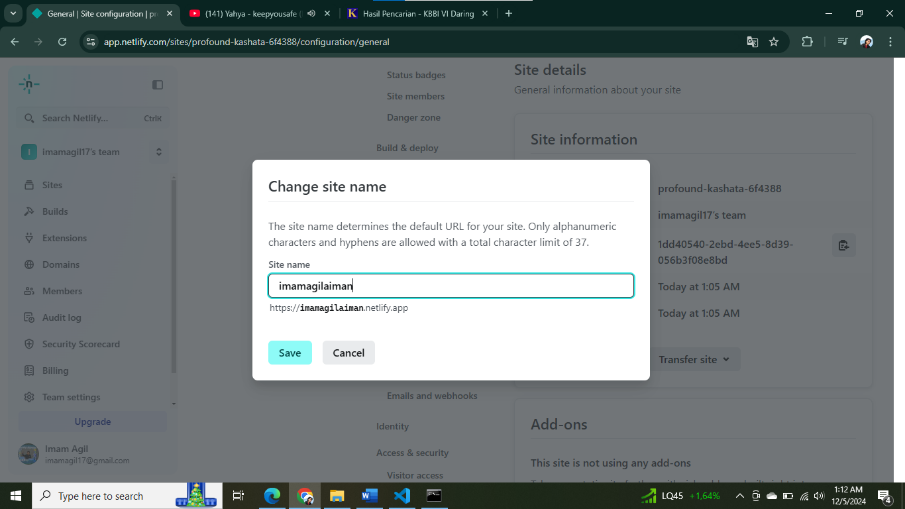 General | Site configuration | pr
(141) Yahya - keepyousafe (
Hasil Pencarian - KBBI VI Daring
app.netlify.com/sites/profound-kashata-6f4388/configuration/general
n
Search Netlify...
Ctrl K
I
imamagil17's team
Sites
Builds
Extensions
Domains
Members
Audit log
Security Scorecard
Billing
Team settings
Upgrade
Imam Agil
imamagil17@gmail.com
Status badges
Site members
Danger zone
Build & deploy
Emails and webhooks
Identity
Access & security
Visitor access
Site details
General information about your site
Site information
profound-kashata-6f4388
imamagil17's team
1dd40540-2ebd-4ee5-8d39-
056b3f08e8bd
Today at 1:05 AM
Today at 1:05 AM
Transfer site
Add-ons
This site is not using any add-ons
Change site name
The site name determines the default URL for your site. Only alphanumeric
characters and hyphens are allowed with a total character limit of 37.
Site name
imamagilaiman
https://imamagilaiman.netlify.app
Save
Cancel
Type here to search
LQ45
+1,64%
1:12 AM
12/5/2024
4